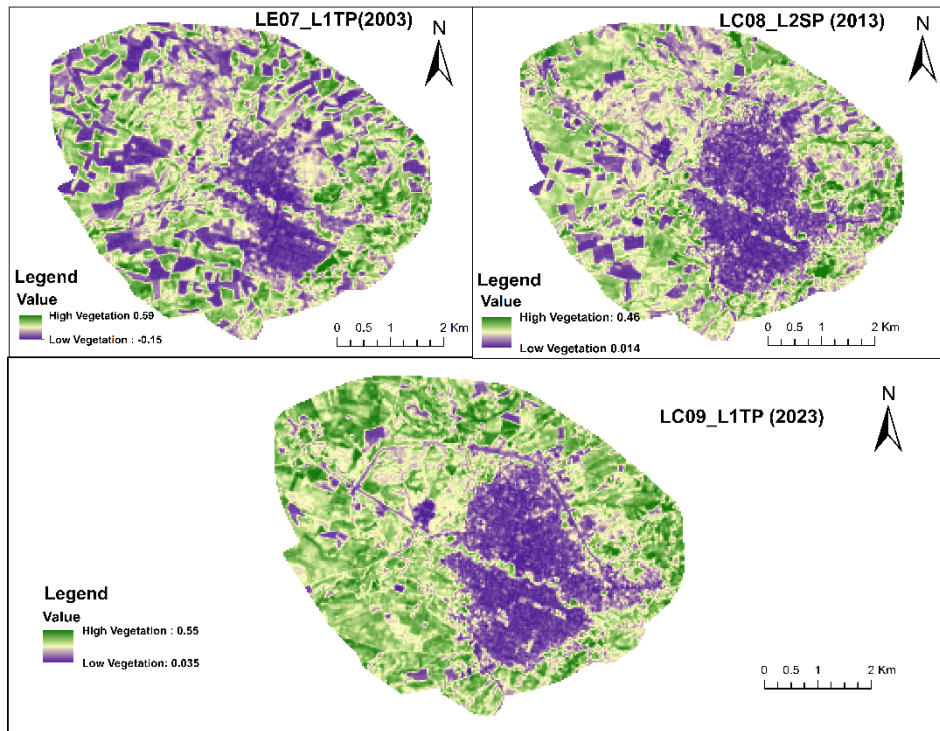 LE07_L1TP(2003)
N
Legend
Value
High Vegetation 0.59
Low Vegetation : -0.15
0 0.5 1 2 Km
LC08_L2SP (2013)
N
Legend
Value
High Vegetation: 0.46
Low Vegetation 0.014
0 0.5 1 2 Km
LC09_L1TP (2023)
N
Legend
Value
High Vegetation : 0.55
Low Vegetation: 0.035
0 0.5 1 2 Km